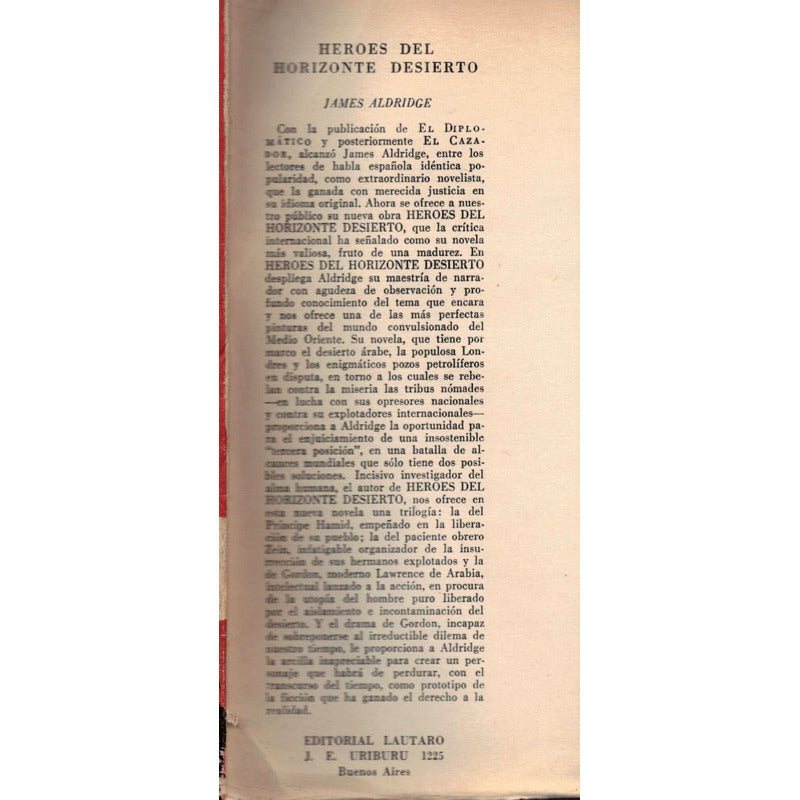 HEROES DEL
HORIZONTE DESIERTO
JAMES ALDRIDGE
Con la publicación de EL DIPLO-
MÁTICO y posteriormente EL CAZA-
DOR, alcanzó James Aldridge, entre los
lectores de habla española idéntica po-
pularidad, como extraordinario novelista,
que la ganada con merecida justicia en
su idioma original. Ahora se ofrece a nues-
tro público su nueva obra HEROES DEL
HORIZONTE DESIERTO, que la crítica
internacional ha señalado como su novela
más valiosa, fruto de una madurez. En
HEROES DEL HORIZONTE DESIERTO
despliega Aldridge su maestría de narra-
dor con agudeza de observación y pro-
fundo conocimiento del tema que encara
y nos ofrece una de las más perfectas
pinturas del mundo convulsionado del
Medio Oriente. Su novela, que tiene por
marco el desierto árabe, la populosa Lon-
dres y los enigmáticos pozos petrolíferos
en disputa, en torno a los cuales se rebe-
lan contra la miseria las tribus nómades
—en lucha con sus opresores nacionales
y contra su explotadores internacionales—
proporciona a Aldridge la oportunidad pa-
ra el enjuiciamiento de una insostenible
"tercera posición", en una batalla de al-
cances mundiales que sólo tiene dos posi-
bles soluciones. Incisivo investigador del
alma humana, el autor de HEROES DEL
HORIZONTE DESIERTO, nos ofrece en
esta nueva novela una trilogía: la del
Príncipe Hamid, empeñado en la libera-
ción de su pueblo; la del paciente obrero
Zein, infatigable organizador de la insu-
rrección de sus hermanos explotados y la
de Gordon, moderno Lawrence de Arabia,
intelectual lanzado a la acción, en procura
de la utopía del hombre puro liberado
por el aislamiento e incontaminación del
desierto. Y el drama de Gordon, incapaz
de sobreponerse al irreductible dilema de
nuestro tiempo, le proporciona a Aldridge
la arcilla inapreciable para crear un per-
sonaje que habrá de perdurar, con el
transcurso del tiempo, como prototipo de
la ficción que ha ganado el derecho a la
realidad.
EDITORIAL LAUTARO
J. E. URIBURU 1225
Buenos Aires